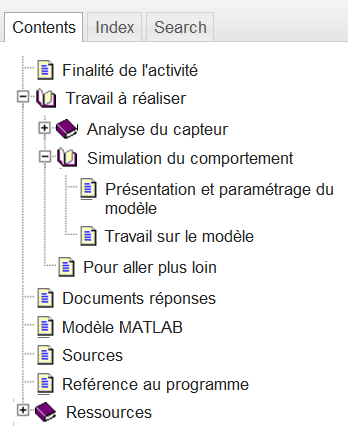 Contents Index Search
Finalité de l'activité
Travail à réaliser
Analyse du capteur
Simulation du comportement
Présentation et paramétrage du
modèle
Travail sur le modèle
Pour aller plus loin
Documents réponses
Modèle MATLAB
Sources
Reférence au programme
Ressources